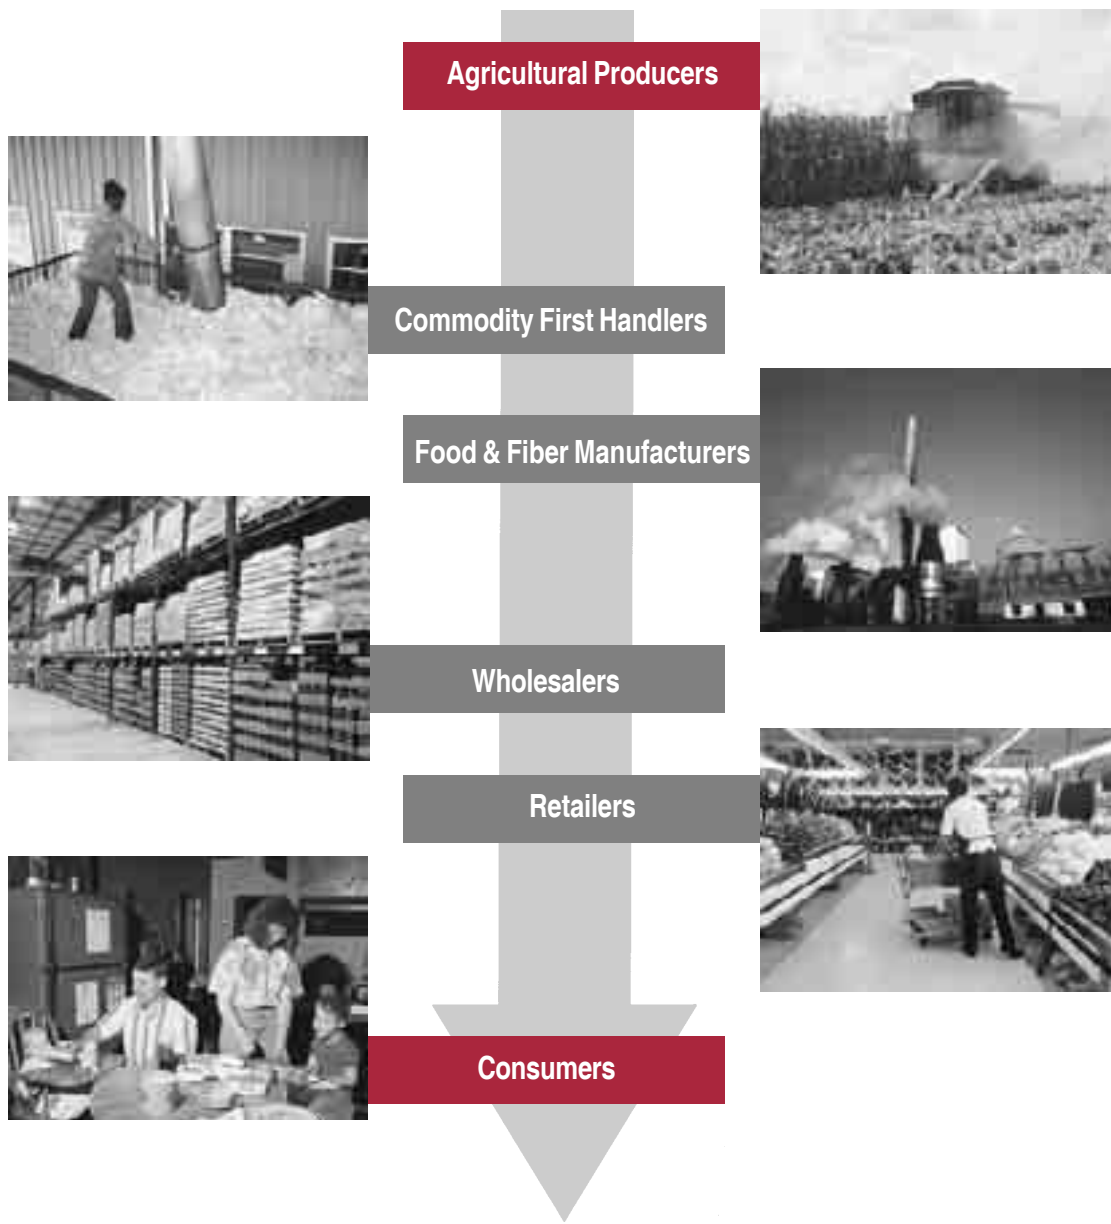 Agricultural Producers
Commodity First Handlers
Food & Fiber Manufacturers
Wholesalers
Retailers
Consumers